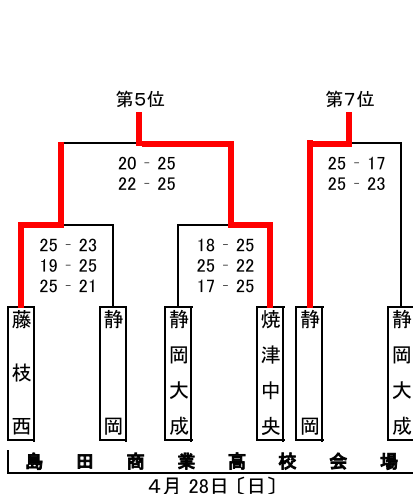 第5位 第7位
20 - 25 25 - 17
22 - 25 25 - 23
25 - 23 18 - 25
19 - 25 25 - 22
25 - 21 17 - 25
藤枝西 静岡 静岡大成 焼津中央 静岡 静岡大成
島田商業高校会場
4月 28日〔日〕